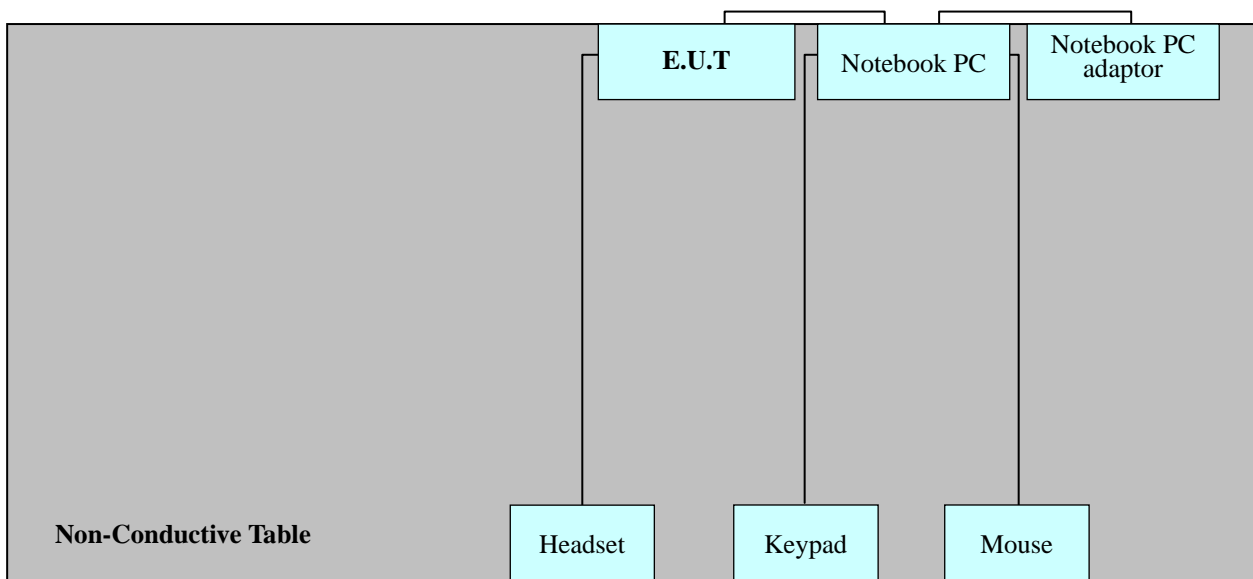 E.U.T
Notebook PC
Notebook PC
adaptor
Non-Conductive Table
Headset
Keypad
Mouse